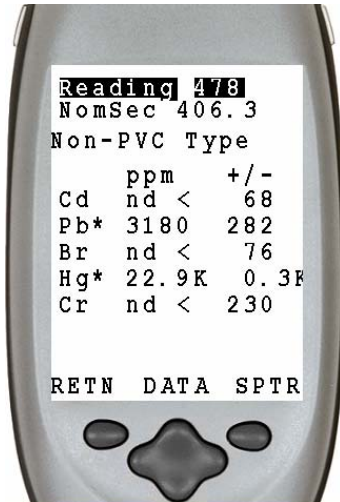 Reading 478
NomSec 406.3
Non-PVC Type
ppm +/-
Cd nd < 68
Pb* 3180 282
Br nd < 76
Hg* 22.9K 0.3K
Cr nd < 230
RETN DATA SPTR